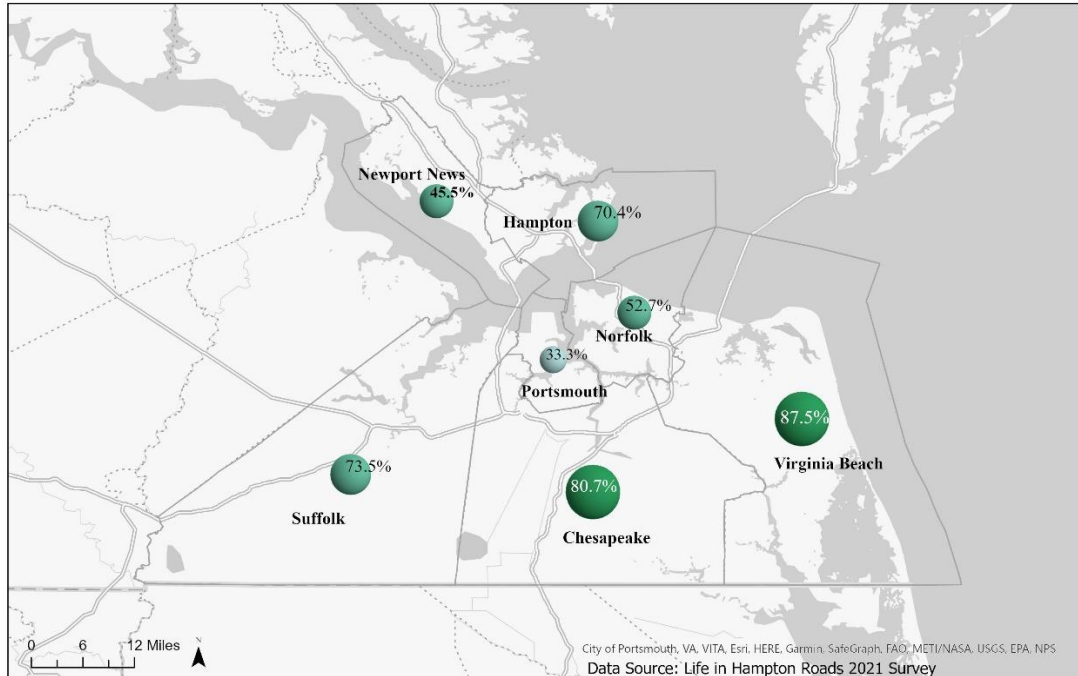 Newport News
45.5%
Hampton
70.4%
52.7%
Norfolk
33.3%
Portsmouth
87.5%
Virginia Beach
73.5%
Suffolk
80.7%
Chesapeake
0 6 12 Miles
N
City of Portsmouth, VA, VITA, Esri, HERE, Garmin, SafeGraph, FAO, METI/NASA, USGS, EPA, NPS
Data Source: Life in Hampton Roads 2021 Survey